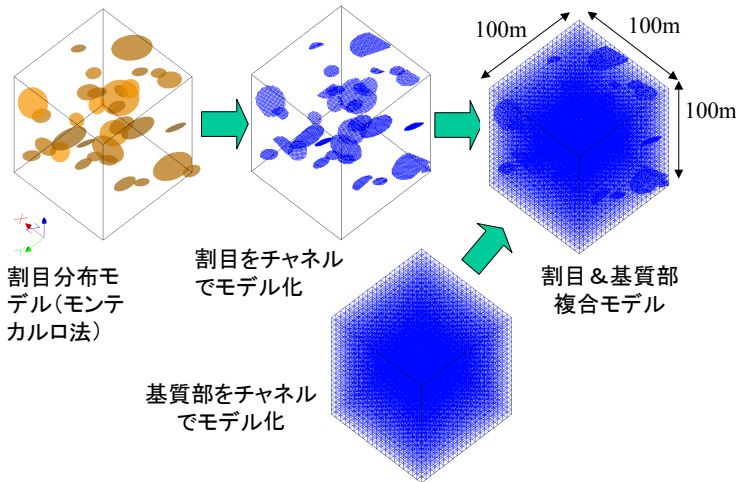 100m
100m
100m
割目分布モ
デル(モンテ
カルロ法)
割目をチャネル
でモデル化
割目&基質部
複合モデル
基質部をチャネル
でモデル化